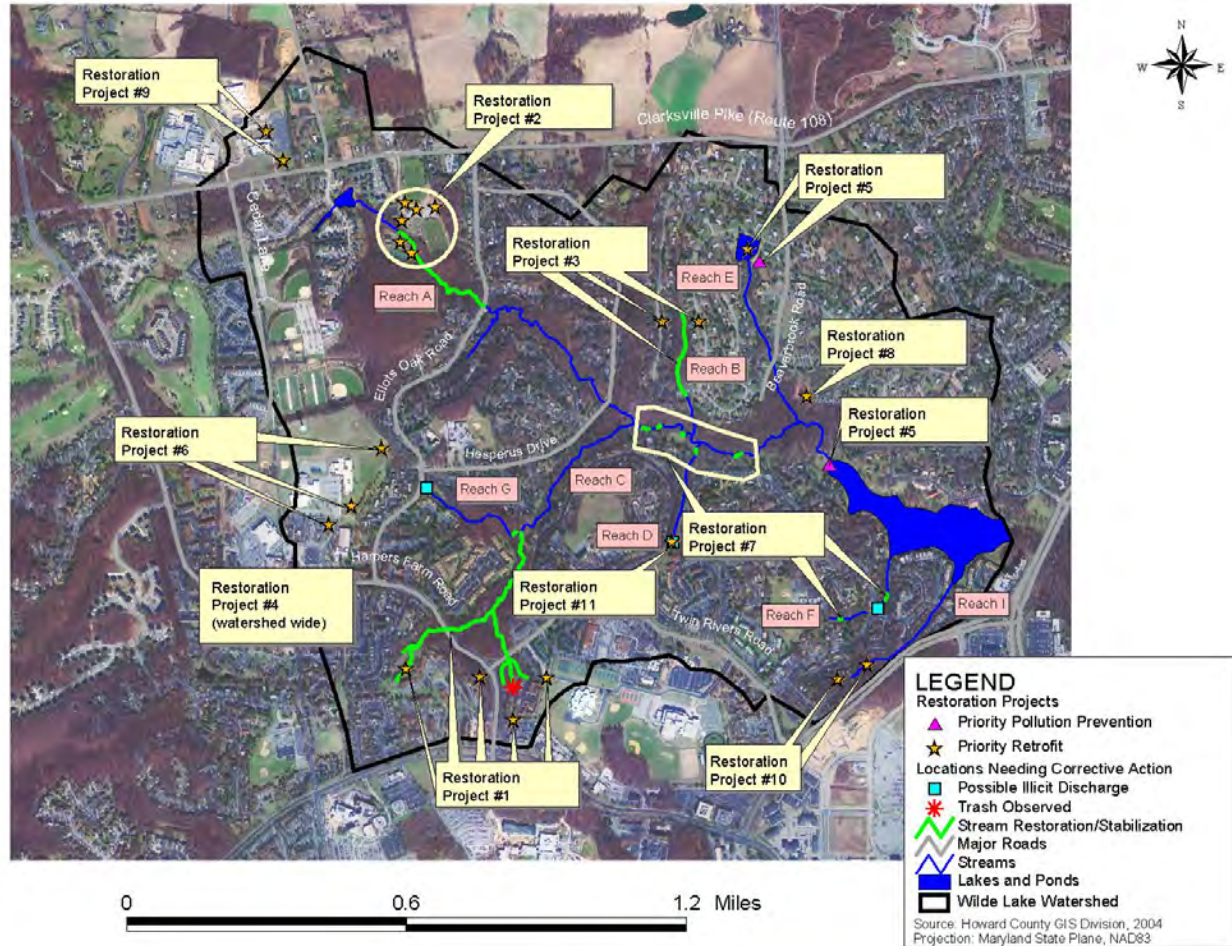 N
W
E
S
Restoration
Project #9
Restoration
Project #2
Clarksville Pike (Route 108)
Restoration
Project #5
Cedar Lake
Restoration
Project #3
Reach E
Reach A
Beaverbrook Road
Restoration
Project #8
Reach B
Elliots Oak Road
Restoration
Project #6
Restoration
Project #5
Hesperus Drive
Reach G
Reach C
Reach D
Restoration
Project #7
Harpers Farm Road
Restoration
Project #4
(watershed wide)
Restoration
Project #11
Twin Rivers Road
Reach F
Reach I
Restoration
Project #1
Restoration
Project #10
LEGEND
Restoration Projects
Priority Pollution Prevention
Priority Retrofit
Locations Needing Corrective Action
Possible Illicit Discharge
Trash Observed
Stream Restoration/Stabilization
Major Roads
Streams
Lakes and Ponds
Wilde Lake Watershed
Source: Howard County GIS Division, 2004
Projection: Maryland State Plane, NAD83
0
0.6
1.2 Miles